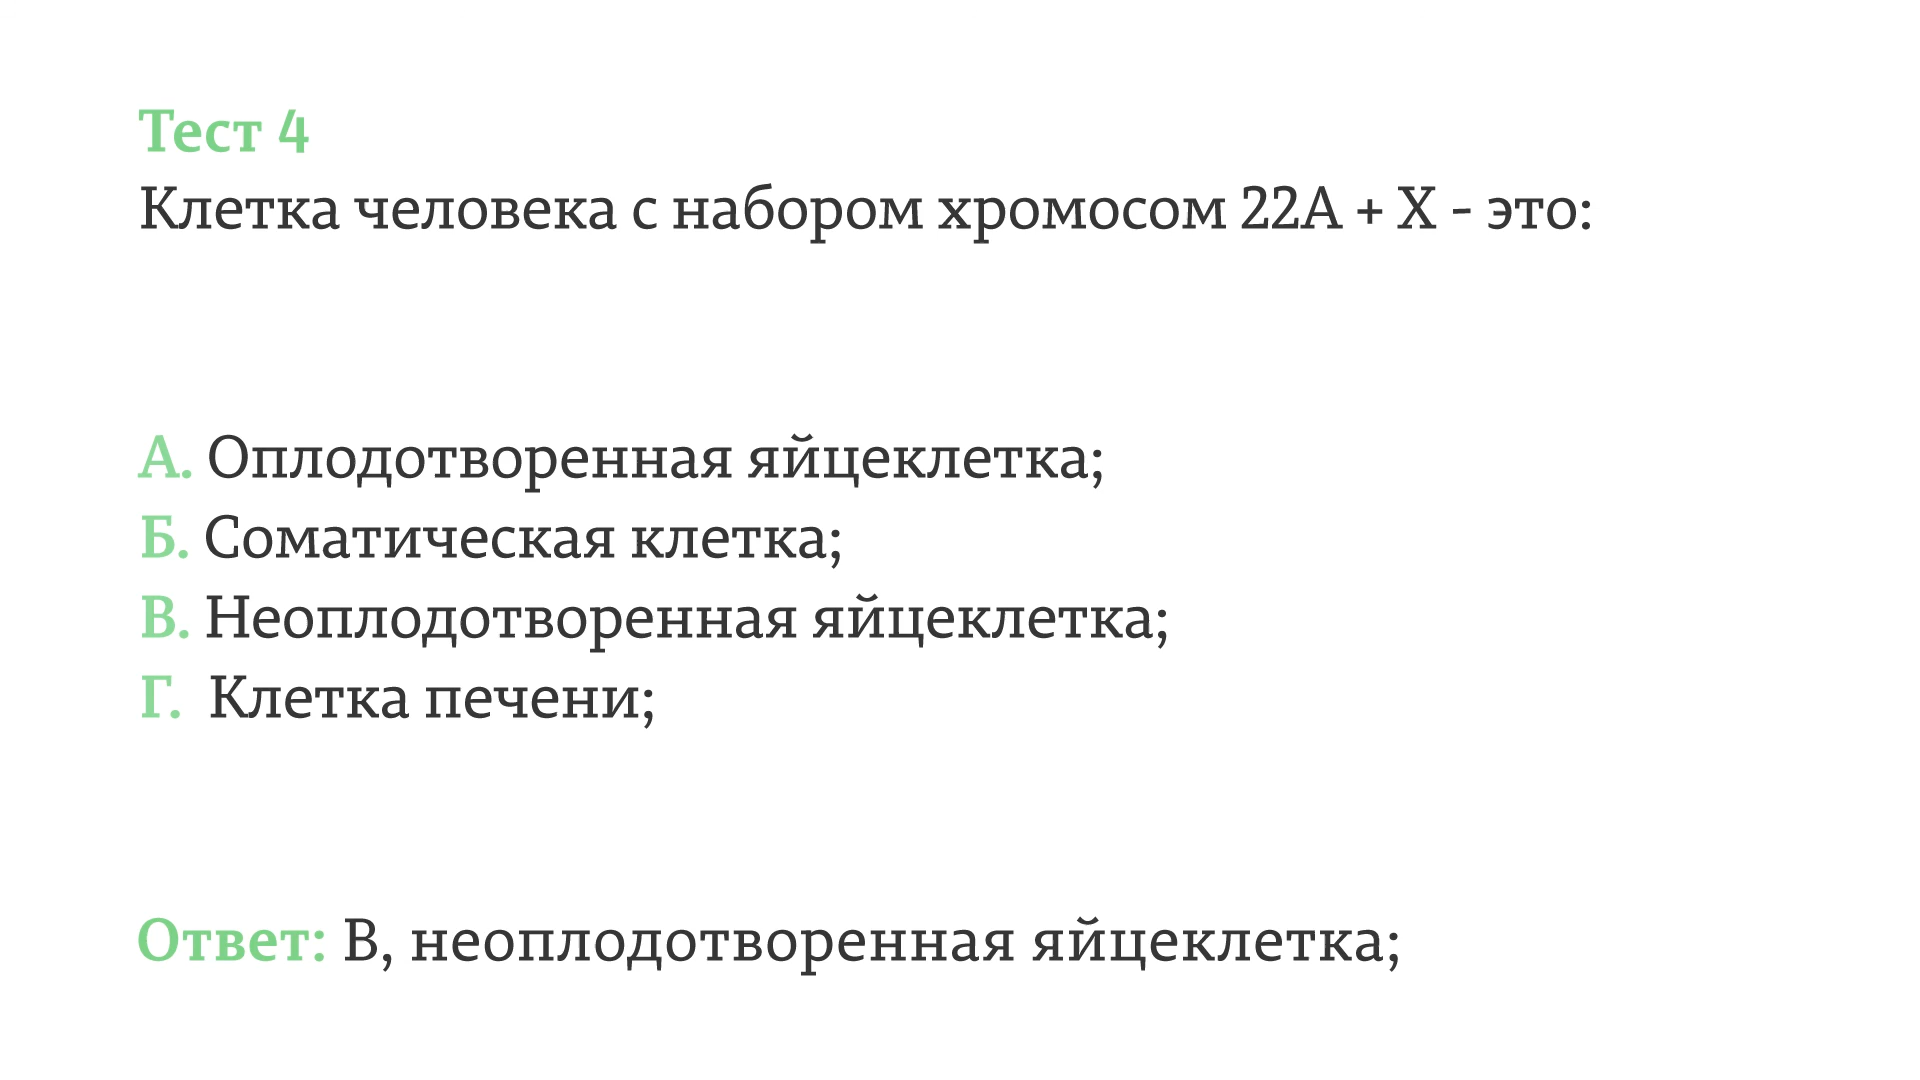 Тест 4
Клетка человека с набором хромосом 22А + Х - это:
А. Оплодотворенная яйцеклетка;
Б. Соматическая клетка;
В. Неоплодотворенная яйцеклетка;
Г. Клетка печени;
Ответ: В, неоплодотворенная яйцеклетка;